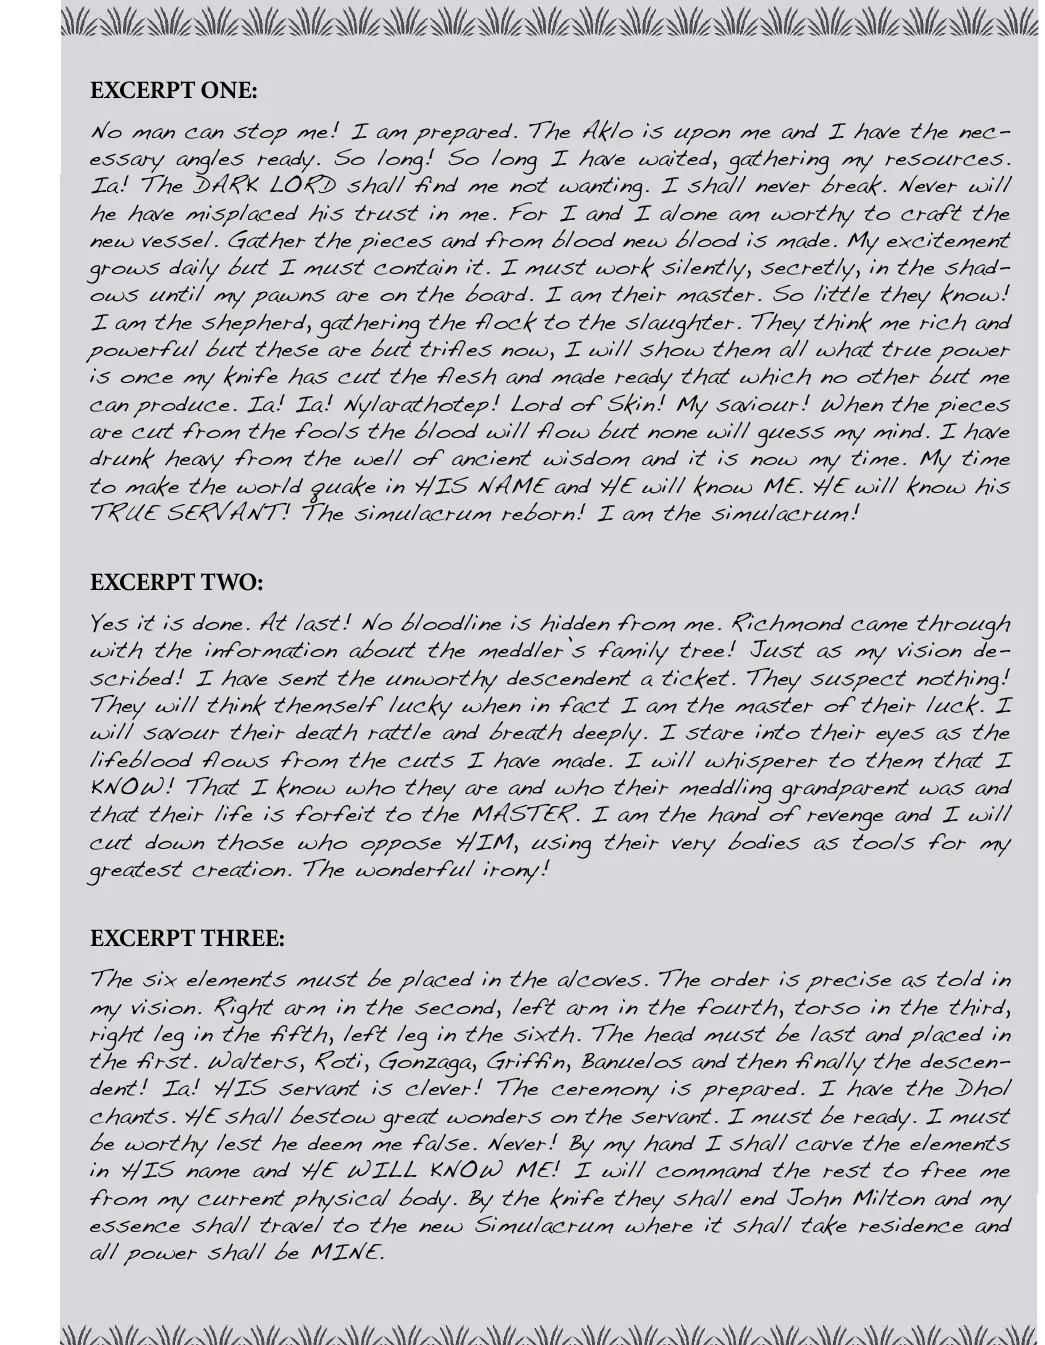 EXCERPT ONE:
No man can stop me! I am prepared. The Aklo is upon me and I have the nec-
essary angles ready. So long! So long I have waited, gathering my resources.
Ia! The DARK LORD shall find me not wanting. I shall never break. Never will
he have misplaced his trust in me. For I and I alone am worthy to craft the
new vessel. Gather the pieces and from blood new blood is made. My excitement
grows daily but I must contain it. I must work silently, secretly, in the shad-
ows until my pawns are on the board. I am their master. So little they know!
I am the shepherd, gathering the flock to the slaughter. They think me rich and
powerful but these are but trifles now, I will show them all what true power
is once my knife has cut the flesh and made ready that which no other but me
can produce. Ia! Ia! Nylarathotep! Lord of Skin! My saviour! When the pieces
are cut from the fools the blood will flow but none will guess my mind. I have
drunk heavy from the well of ancient wisdom and it is now my time. My time
to make the world quake in HIS NAME and HE will know ME. HE will know his
TRUE SERVANT! The simulacrum reborn! I am the simulacrum!
EXCERPT TWO:
Yes it is done. At last! No bloodline is hidden from me. Richmond came through
with the information about the meddler`s family tree! Just as my vision de-
scribed! I have sent the unworthy descendent a ticket. They suspect nothing!
They will think themself lucky when in fact I am the master of their luck. I
will savour their death rattle and breath deeply. I stare into their eyes as the
lifeblood flows from the cuts I have made. I will whisperer to them that I
KNOW! That I know who they are and who their meddling grandparent was and
that their life is forfeit to the MASTER. I am the hand of revenge and I will
cut down those who oppose HIM, using their very bodies as tools for my
greatest creation. The wonderful irony!
EXCERPT THREE:
The six elements must be placed in the alcoves. The order is precise as told in
my vision. Right arm in the second, left arm in the fourth, torso in the third,
right leg in the fifth, left leg in the sixth. The head must be last and placed in
the first. Walters, Roti, Gonzaga, Griffin, Banuelos and then finally the descen-
dent! Ia! HIS servant is clever! The ceremony is prepared. I have the Dhol
chants. HE shall bestow great wonders on the servant. I must be ready. I must
be worthy lest he deem me false. Never! By my hand I shall carve the elements
in HIS name and HE WILL KNOW ME! I will command the rest to free me
from my current physical body. By the knife they shall end John Milton and my
essence shall travel to the new Simulacrum where it shall take residence and
all power shall be MINE.